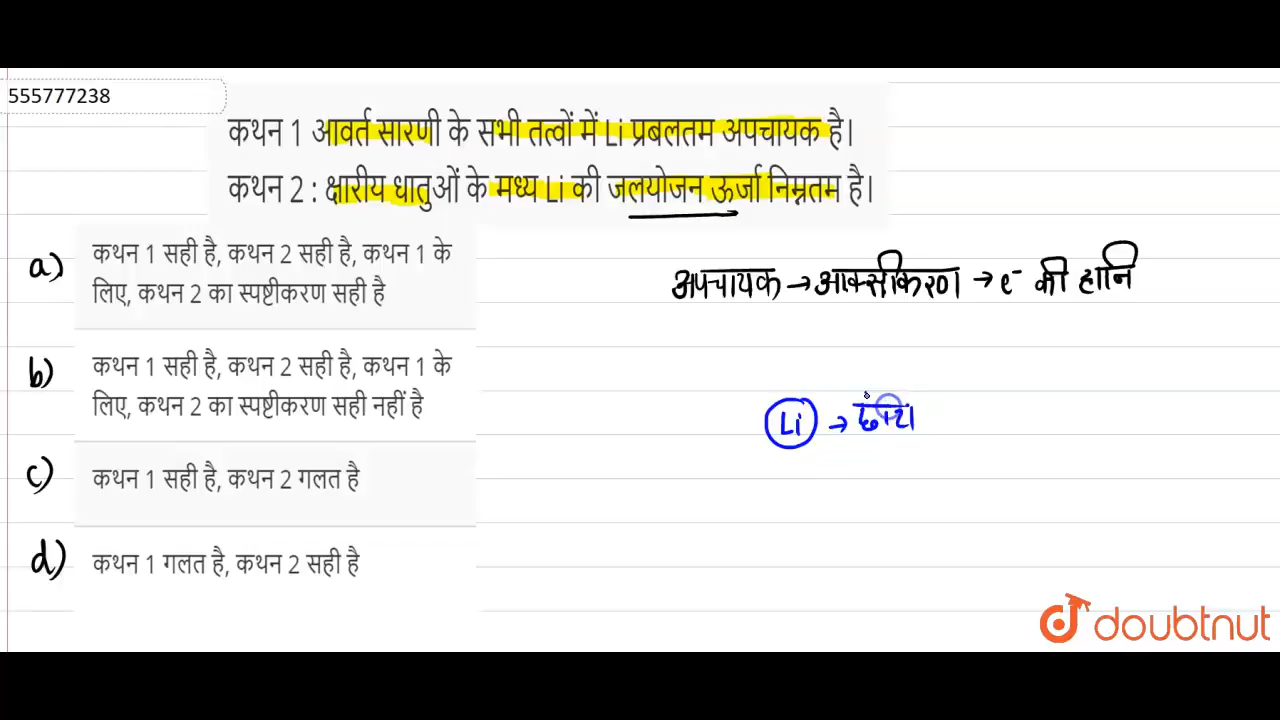 555777238
कथन 1 आवर्त सारणी के सभी तत्वों में Li प्रबलतम अपचायक है।
कथन 2 : क्षारीय धातुओं के मध्य Li की जलयोजन ऊर्जा निम्नतम है।
a) कथन 1 सही है, कथन 2 सही है, कथन 1 के
लिए, कथन 2 का स्पष्टीकरण सही है
अपचायक → आक्सीकरण → e⁻ की हानि
b) कथन 1 सही है, कथन 2 सही है, कथन 1 के
लिए, कथन 2 का स्पष्टीकरण सही नहीं है
Li → छोटा
c) कथन 1 सही है, कथन 2 गलत है
d) कथन 1 गलत है, कथन 2 सही है
doubtnut